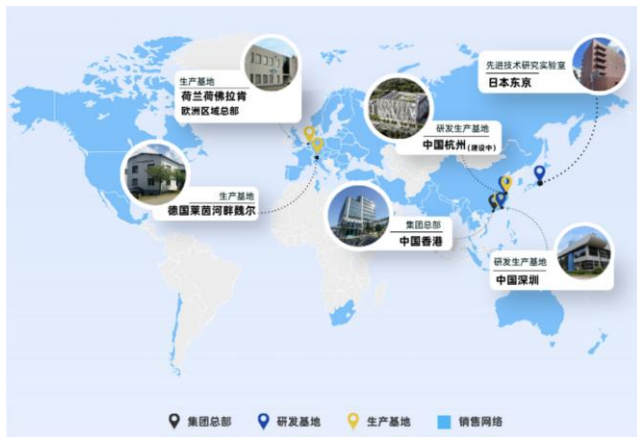 先进技术研究实验室
日本东京
生产基地
荷兰荷佛拉肯
欧洲区域总部
研发生产基地
中国杭州(建设中)
生产基地
德国莱茵河畔魏尔
集团总部
中国香港
研发生产基地
中国深圳
集团总部
研发基地
生产基地
销售网络